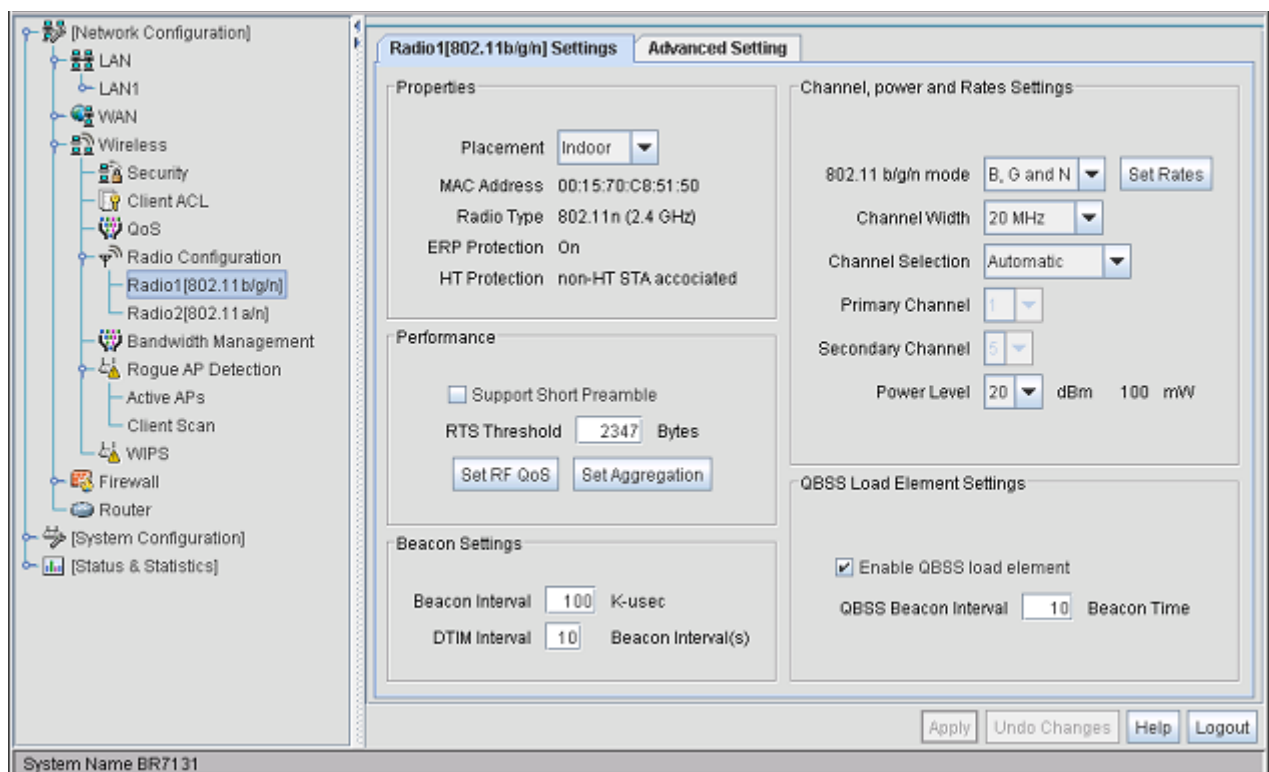 [Network Configuration]
LAN
LAN1
WAN
Wireless
Security
Client ACL
QoS
Radio Configuration
Radio1[802.11b/g/n]
Radio2[802.11a/n]
Bandwidth Management
Rogue AP Detection
Active APs
Client Scan
WIPS
Firewall
Router
[System Configuration]
[Status & Statistics]
Radio1[802.11b/g/n] Settings
Advanced Setting
Properties
Placement Indoor
MAC Address 00:15:70:C8:51:50
Radio Type 802.11n (2.4 GHz)
ERP Protection On
HT Protection non-HT STA accociated
Performance
Support Short Preamble
RTS Threshold 2347 Bytes
Set RF QoS Set Aggregation
Beacon Settings
Beacon Interval 100 K-usec
DTIM Interval 10 Beacon Interval(s)
Channel, power and Rates Settings
802.11 b/g/n mode B, G and N Set Rates
Channel Width 20 MHz
Channel Selection Automatic
Primary Channel 1
Secondary Channel 5
Power Level 20 dBm 100 mW
QBSS Load Element Settings
Enable QBSS load element
QBSS Beacon Interval 10 Beacon Time
Apply Undo Changes Help Logout
System Name BR7131